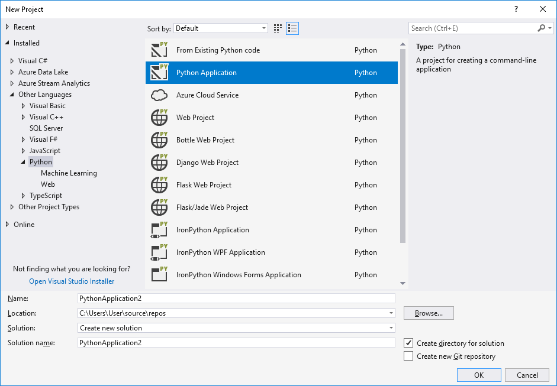 New Project
? ×
Recent
Installed
Visual C#
Azure Data Lake
Azure Stream Analytics
Other Languages
Visual Basic
Visual C++
SQL Server
Visual F#
JavaScript
Python
Machine Learning
Web
TypeScript
Other Project Types
Online
Not finding what you are looking for?
Open Visual Studio Installer
Sort by: Default
From Existing Python code Python
Python Application Python
Azure Cloud Service Python
Web Project Python
Bottle Web Project Python
Django Web Project Python
Flask Web Project Python
Flask/Jade Web Project Python
IronPython Application Python
IronPython WPF Application Python
IronPython Windows Forms Application Python
Search (Ctrl+E)
Type: Python
A project for creating a command-line
application
Name: PythonApplication2
Location: C:\Users\User\source\repos
Browse...
Solution: Create new solution
Solution name: PythonApplication2
Create directory for solution
Create new Git repository
OK Cancel